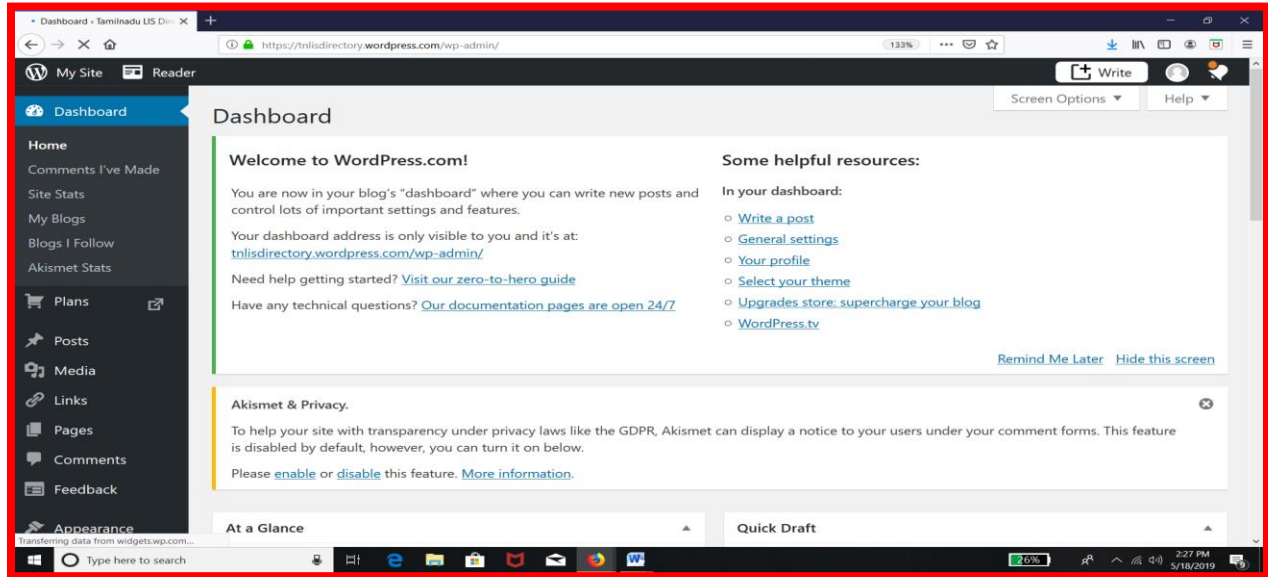 Dashboard ‹ Tamilnadu LIS Dire
https://tnlisdirectory.wordpress.com/wp-admin/
133%
My Site Reader
Write
Screen Options Help
Dashboard
Home
Comments I've Made
Site Stats
My Blogs
Blogs I Follow
Akismet Stats
Plans
Posts
Media
Links
Pages
Comments
Feedback
Appearance
Dashboard
Welcome to WordPress.com!
You are now in your blog's "dashboard" where you can write new posts and
control lots of important settings and features.
Your dashboard address is only visible to you and it's at:
tnlisdirectory.wordpress.com/wp-admin/
Need help getting started? Visit our zero-to-hero guide
Have any technical questions? Our documentation pages are open 24/7
Some helpful resources:
In your dashboard:
Write a post
General settings
Your profile
Select your theme
Upgrades store: supercharge your blog
WordPress.tv
Remind Me Later Hide this screen
Akismet & Privacy.
To help your site with transparency under privacy laws like the GDPR, Akismet can display a notice to your users under your comment forms. This feature
is disabled by default, however, you can turn it on below.
Please enable or disable this feature. More information.
At a Glance
Quick Draft
Transferring data from widgets.wp.com...
Type here to search
26%
2:27 PM
5/18/2019